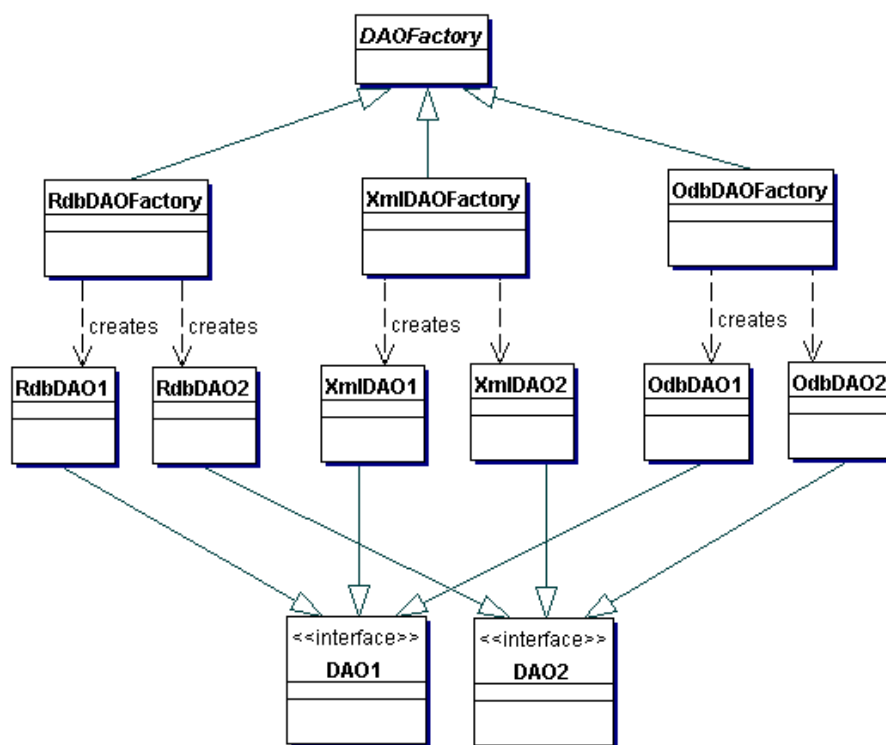 DAOFactory
RdbDAOFactory
XmlDAOFactory
OdbDAOFactory
creates
creates
creates
creates
RdbDAO1
RdbDAO2
XmlDAO1
XmlDAO2
OdbDAO1
OdbDAO2
<<interface>>
DAO1
<<interface>>
DAO2